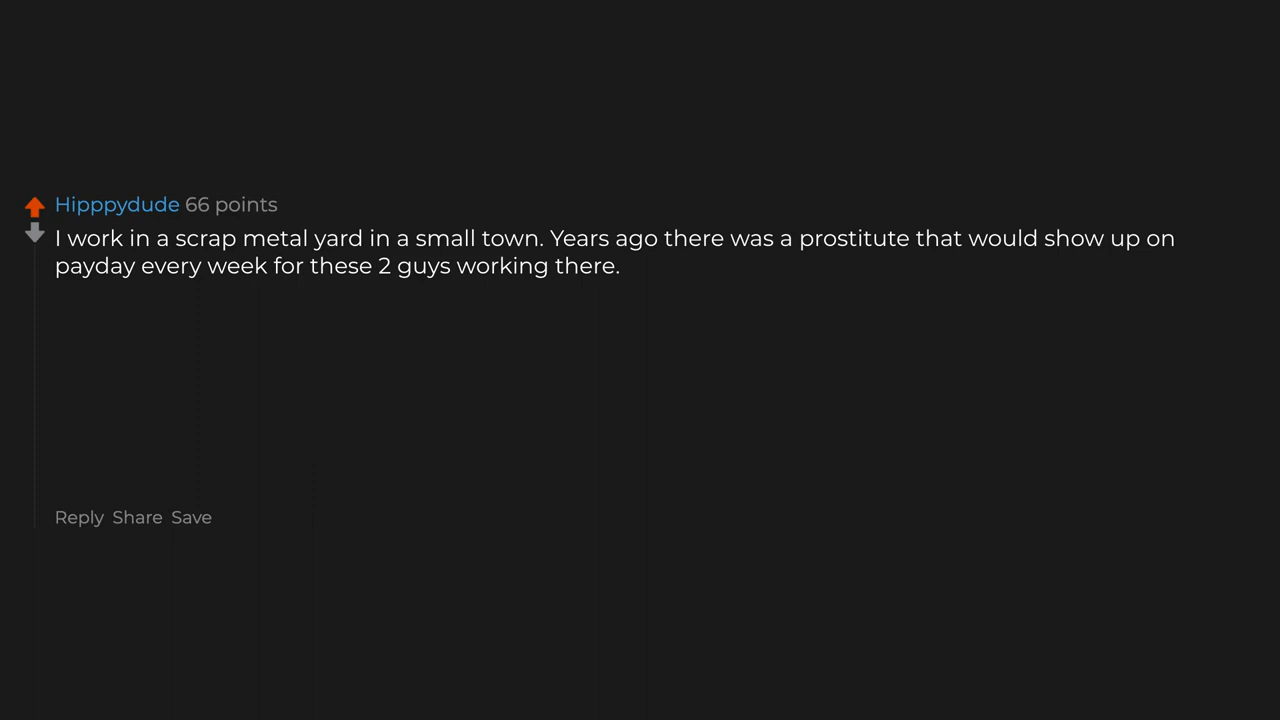 Hipppydude 66 points
I work in a scrap metal yard in a small town. Years ago there was a prostitute that would show up on
payday every week for these 2 guys working there.
Reply Share Save